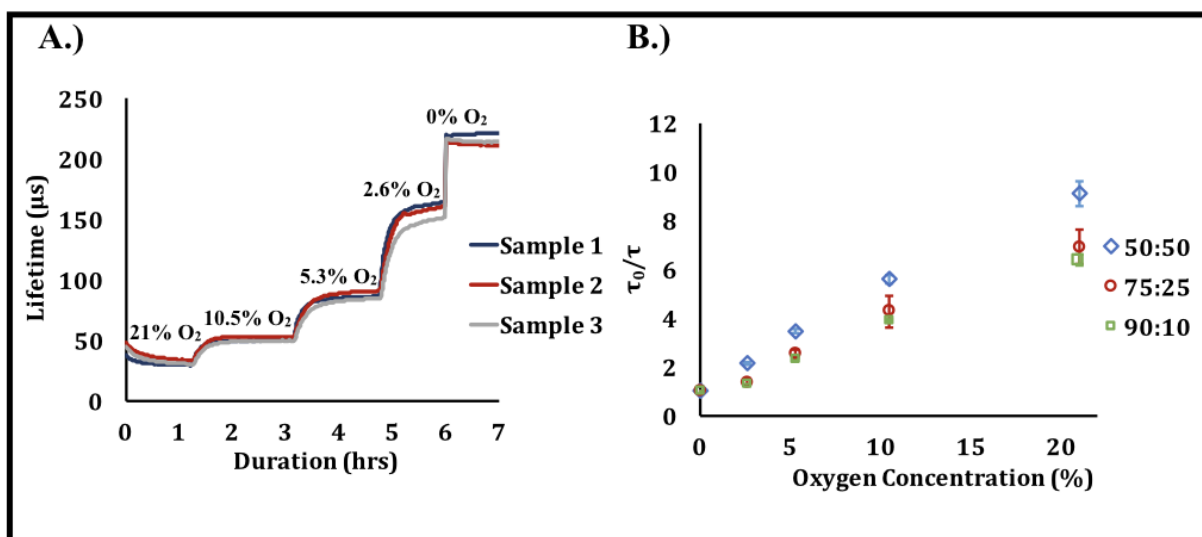 A.)
250
200
150
100
50
0
Lifetime (µs)
0% O₂
2.6% O₂
5.3% O₂
10.5% O₂
21% O₂
Sample 1
Sample 2
Sample 3
0 1 2 3 4 5 6 7
Duration (hrs)
B.)
12
10
8
6
4
2
0
τ₀/τ
50:50
75:25
90:10
0 5 10 15 20
Oxygen Concentration (%)